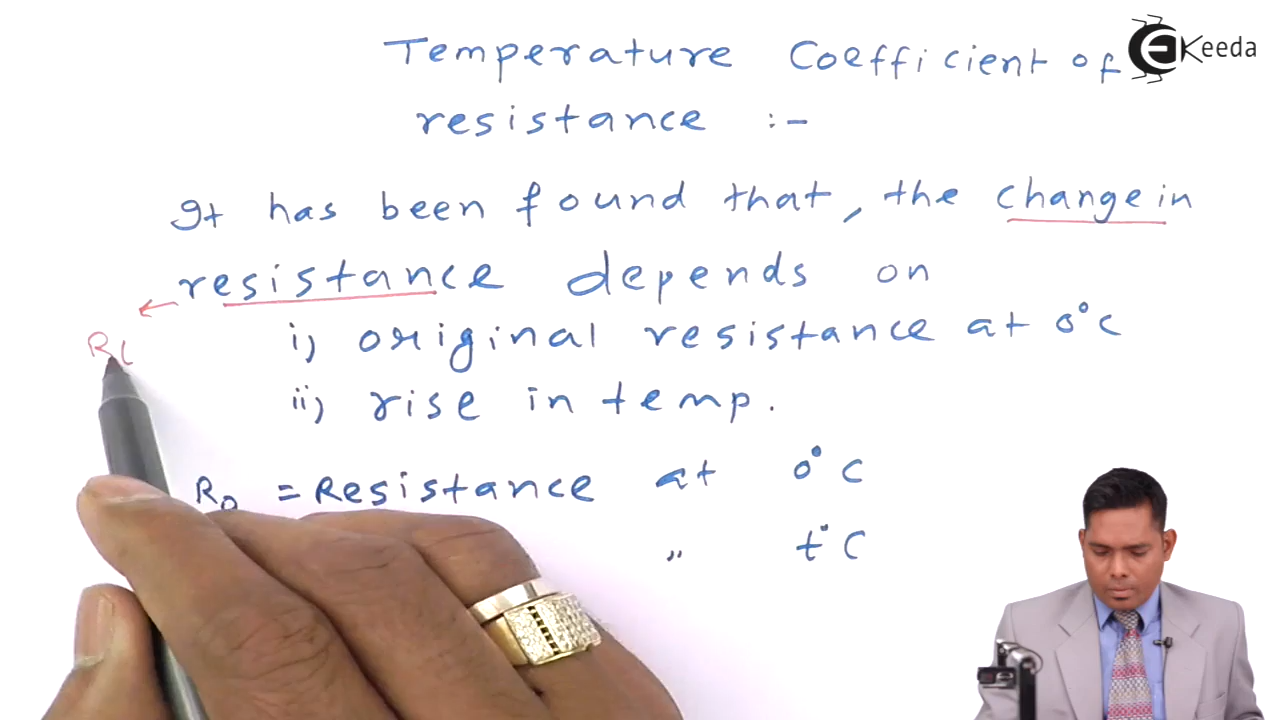 Temperature Coefficient of
Keeda
resistance :-
It has been found that, the change in
resistance depends on
i) original resistance at 0°C
ii) rise in temp.
R0 = Resistance at 0°C
" t°C